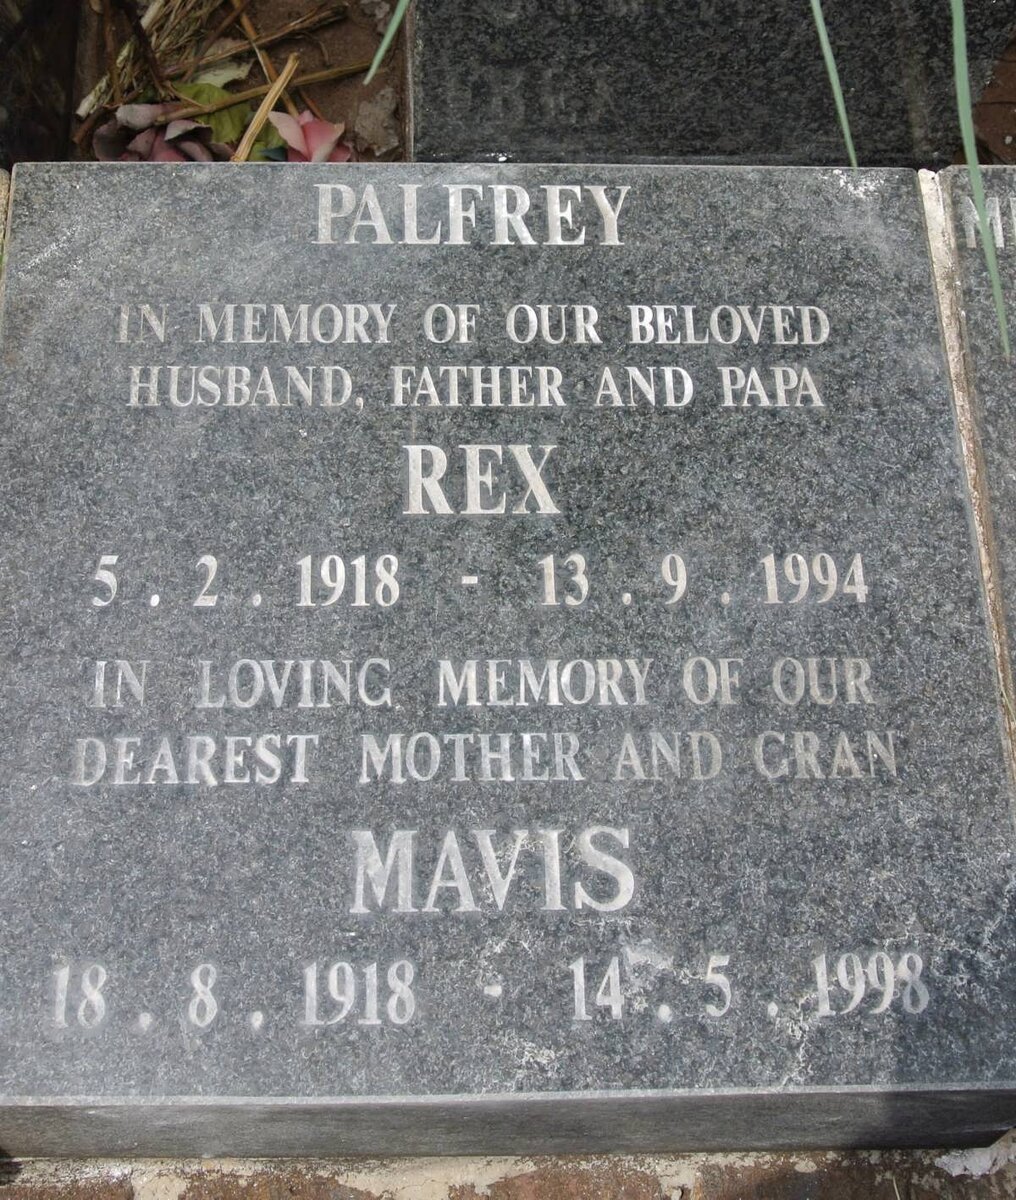 PALFREY
IN MEMORY OF OUR BELOVED
HUSBAND, FATHER AND PAPA
REX
5 . 2 . 1918 - 13 . 9 . 1994
IN LOVING MEMORY OF OUR
DEAREST MOTHER AND GRAN
MAVIS
18 . 8 . 1918 - 14 . 5 . 1998